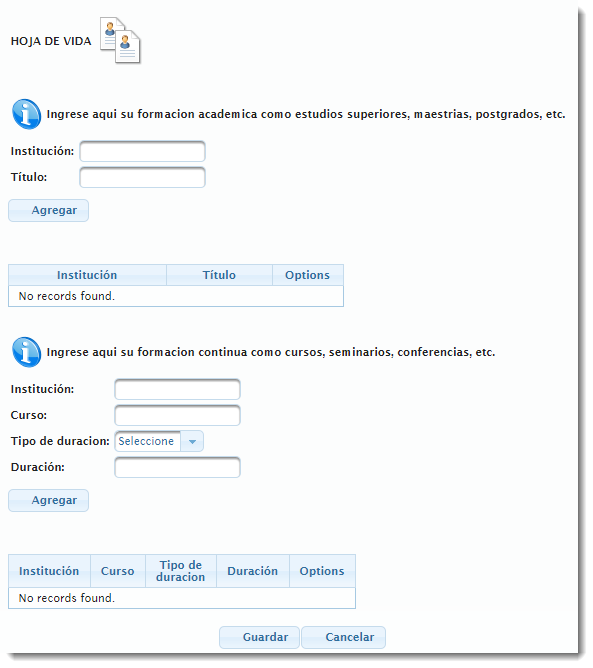 HOJA DE VIDA
Ingrese aqui su formacion academica como estudios superiores, maestrias, postgrados, etc.
Institución:
Título:
Agregar
Institución Título Options
No records found.
Ingrese aqui su formacion continua como cursos, seminarios, conferencias, etc.
Institución:
Curso:
Tipo de duracion: Seleccione
Duración:
Agregar
Institución Curso Tipo de duracion Duración Options
No records found.
Guardar Cancelar